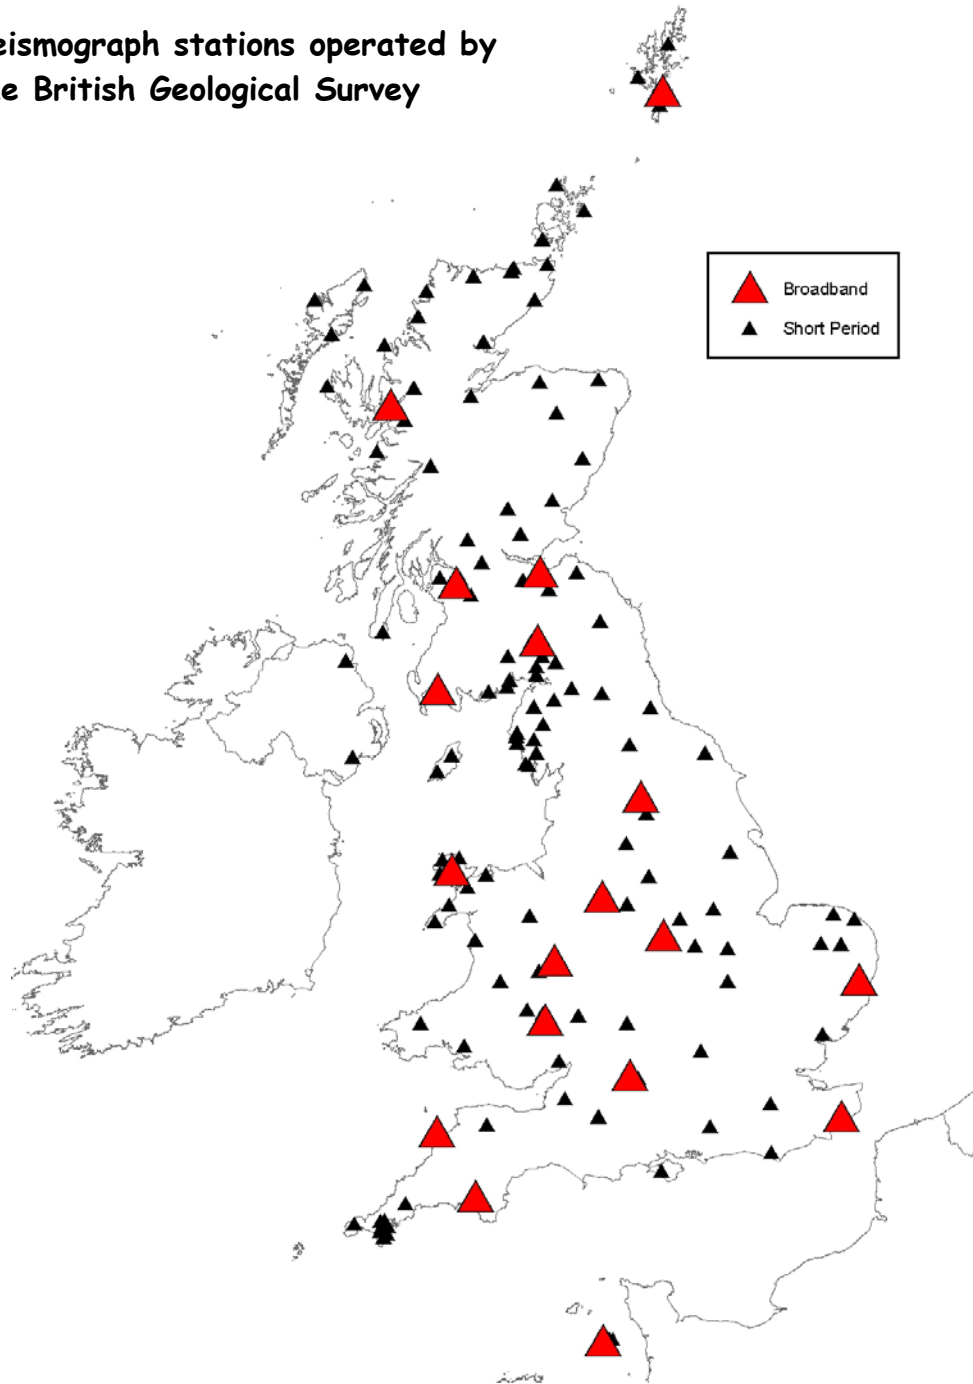 eismograph stations operated by
e British Geological Survey
Broadband
Short Period